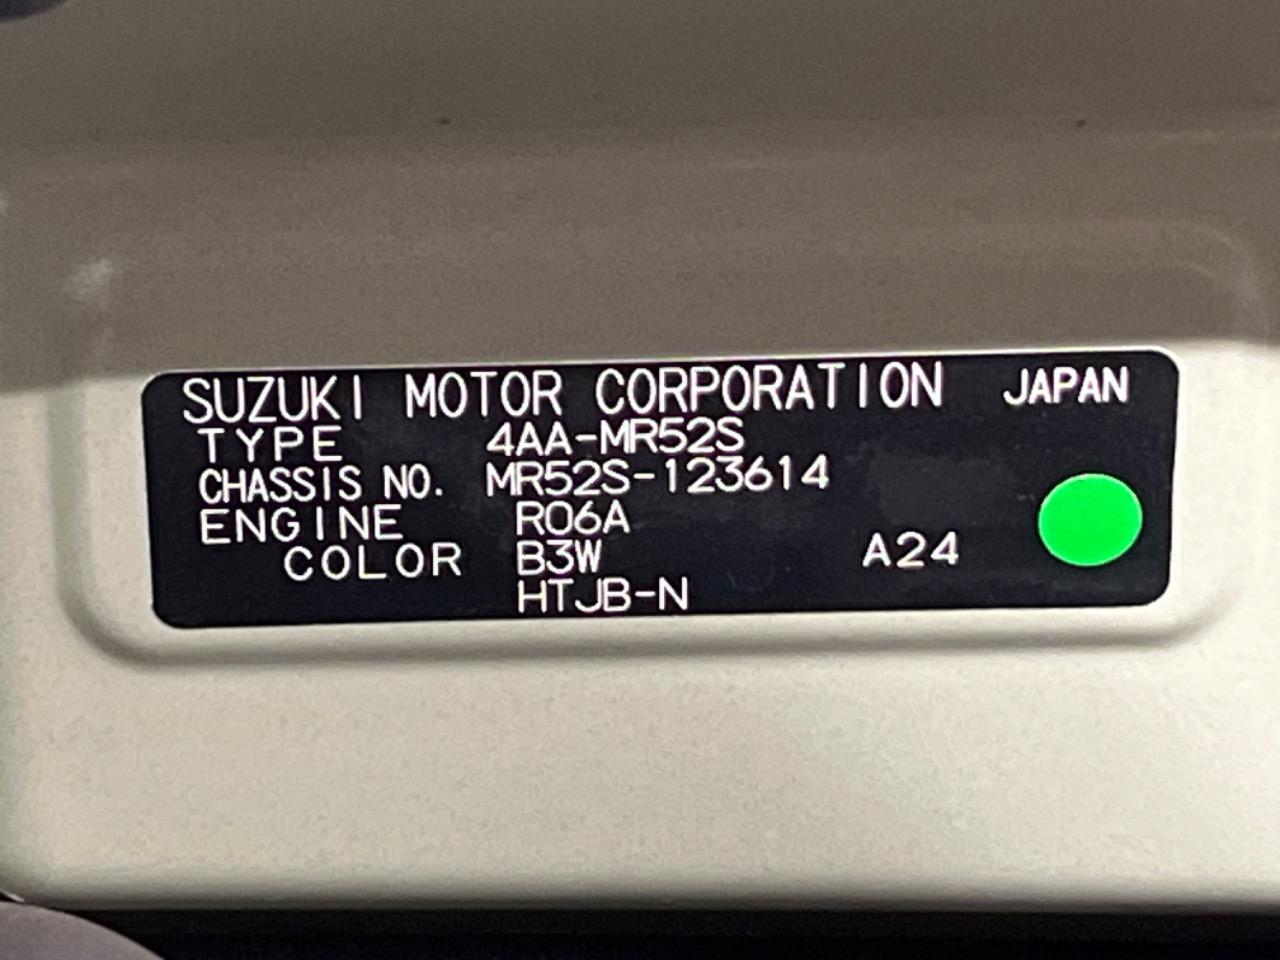 SUZUKI MOTOR CORPORATION JAPAN
TYPE 4AA-MR52S
CHASSIS NO. MR52S-123614
ENGINE R06A
COLOR B3W A24
HTJB-N